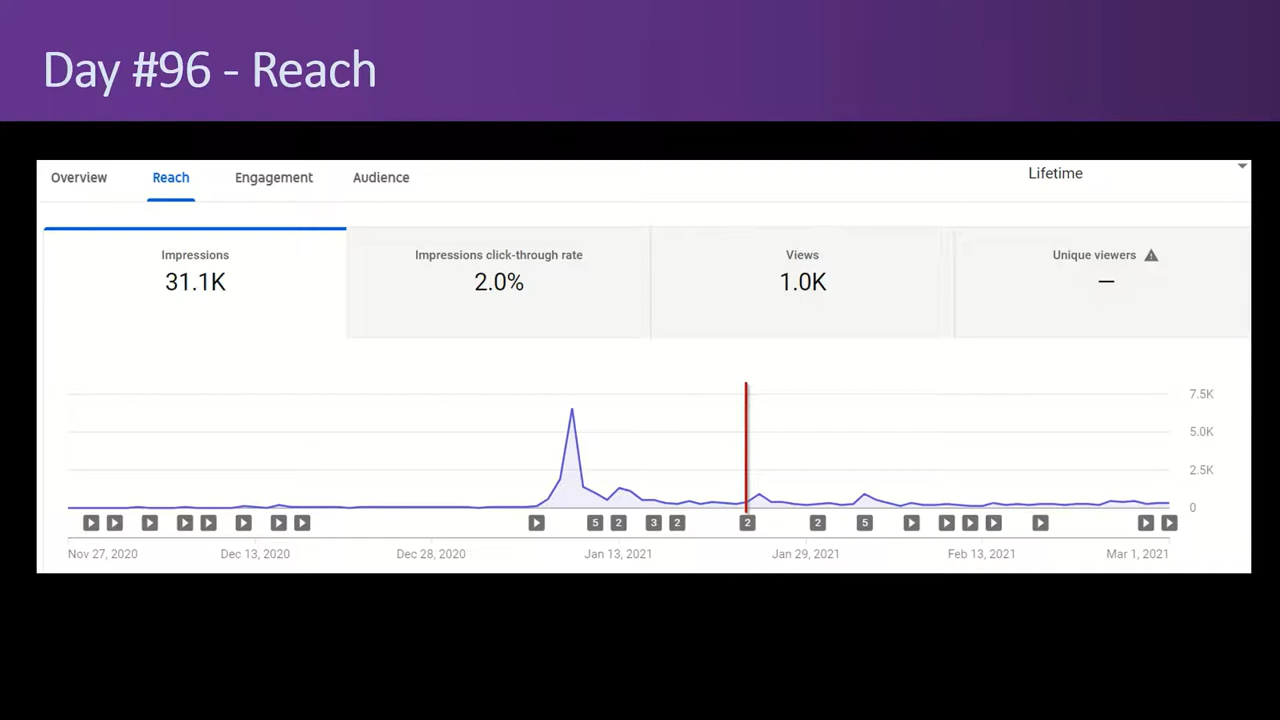 Day #96 - Reach
Overview Reach Engagement Audience Lifetime
Impressions Impressions click-through rate Views Unique viewers
31.1K 2.0% 1.0K —
7.5K
5.0K
2.5K
0
5 2 3 2 2 2 5
Nov 27, 2020 Dec 13, 2020 Dec 28, 2020 Jan 13, 2021 Jan 29, 2021 Feb 13, 2021 Mar 1, 2021